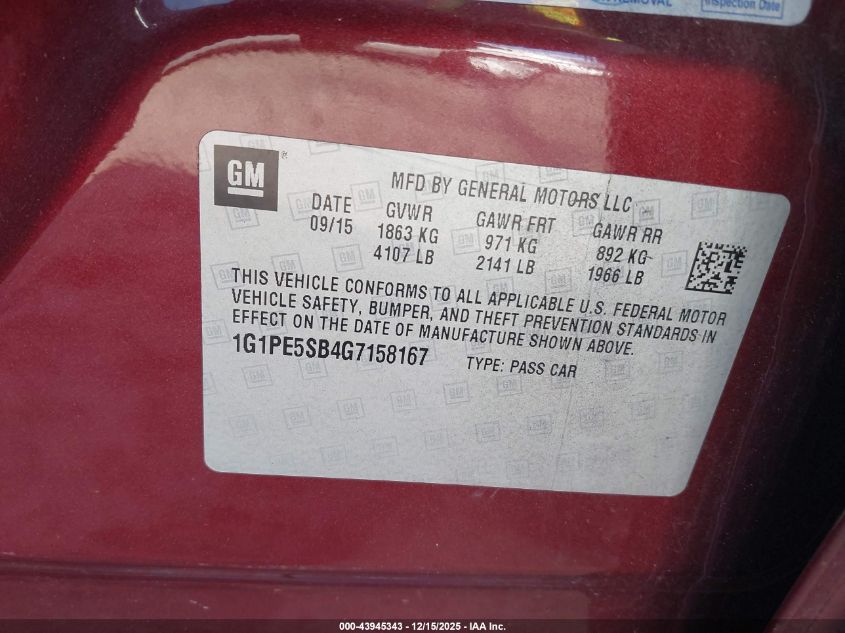 REMOVAL
Inspection Date
GM ®
MFD BY GENERAL MOTORS LLC
DATE GVWR GAWR FRT GAWR RR
09/15 1863 KG 971 KG 892 KG
4107 LB 2141 LB 1966 LB
THIS VEHICLE CONFORMS TO ALL APPLICABLE U.S. FEDERAL MOTOR
VEHICLE SAFETY, BUMPER, AND THEFT PREVENTION STANDARDS IN
EFFECT ON THE DATE OF MANUFACTURE SHOWN ABOVE.
1G1PE5SB4G7158167 TYPE: PASS CAR
000-43945343 - 12/15/2025 - IAA Inc.